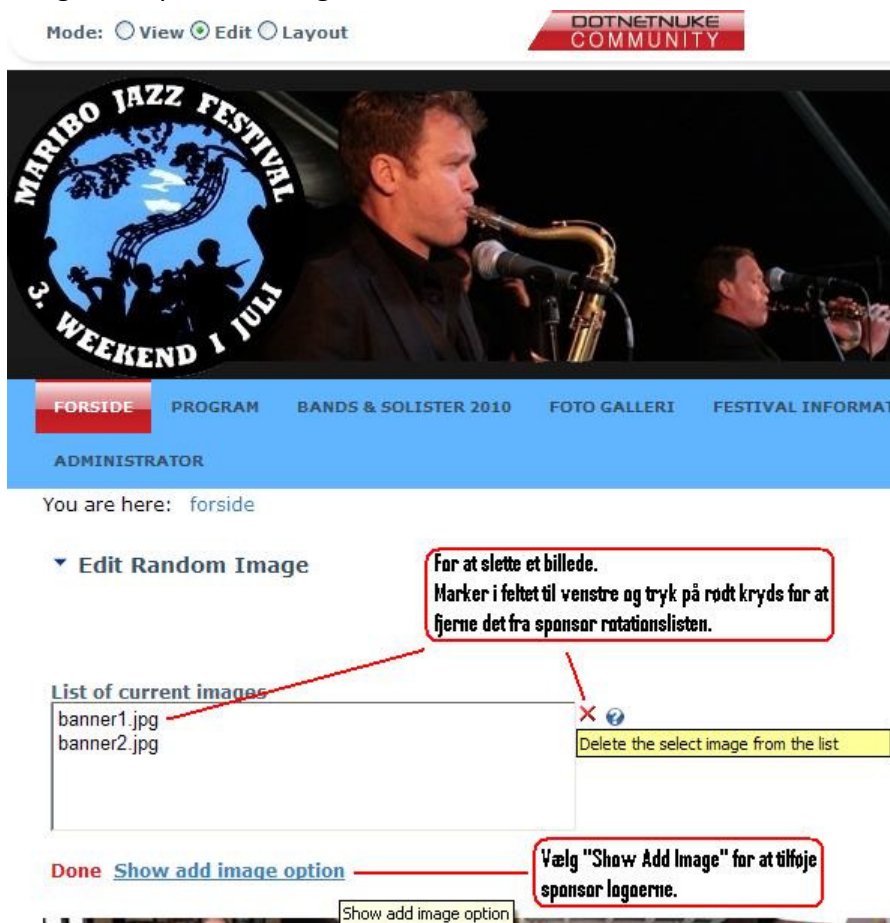 Mode: View Edit Layout
DOTNETNUKE
COMMUNITY
MARIBO JAZZ FESTIVAL
3. WEEKEND I JULI
FORSIDE PROGRAM BANDS & SOLISTER 2010 FOTO GALLERI FESTIVAL INFORMAT
ADMINISTRATOR
You are here: forside
Edit Random Image
For at slette et billede.
Marker i feltet til venstre og tryk på rødt kryds for at
fjerne det fra sponsor rotationslisten.
List of current images
banner1.jpg
banner2.jpg
Delete the select image from the list
Done Show add image option
Vælg "Show Add Image" for at tilføje
sponsor logoerne.
Show add image option